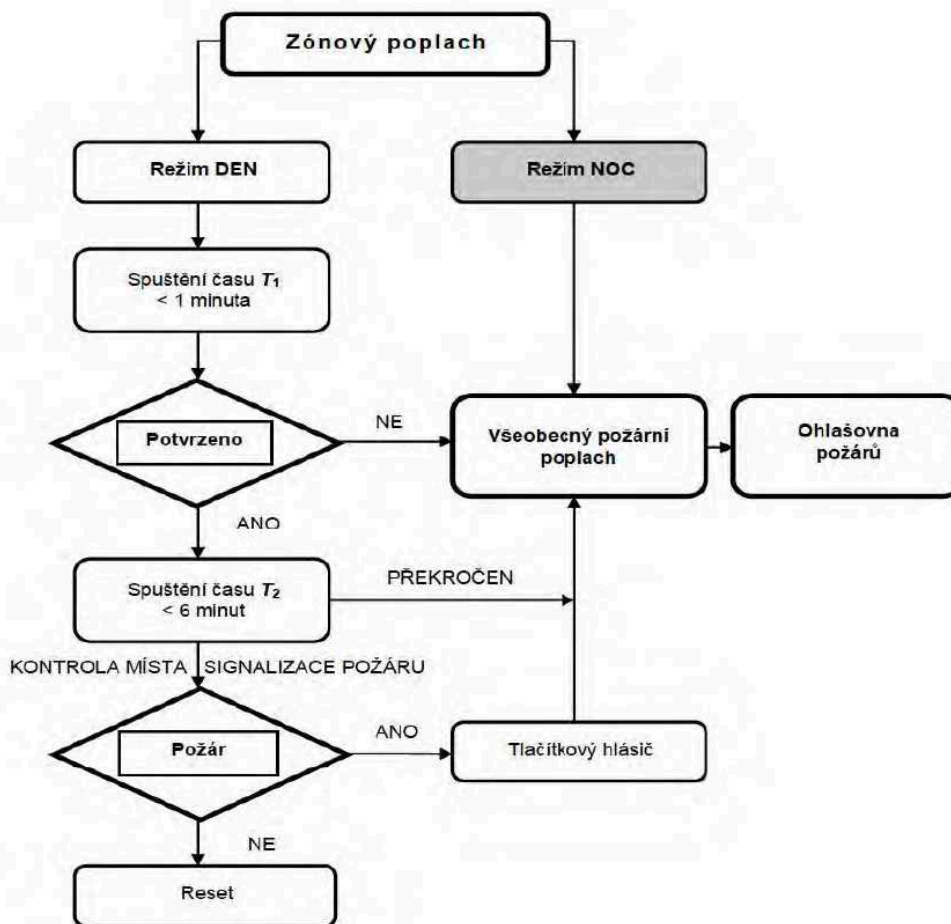 Zónový poplach
Režim DEN
Režim NOC
Spuštění času T1
< 1 minuta
Potvrzeno
NE
Všeobecný požární
poplach
Ohlašovna
požárů
ANO
Spuštění času T2
< 6 minut
PŘEKROČEN
KONTROLA MÍSTA SIGNALIZACE POŽÁRU
Požár
ANO
Tlačítkový hlásič
NE
Reset